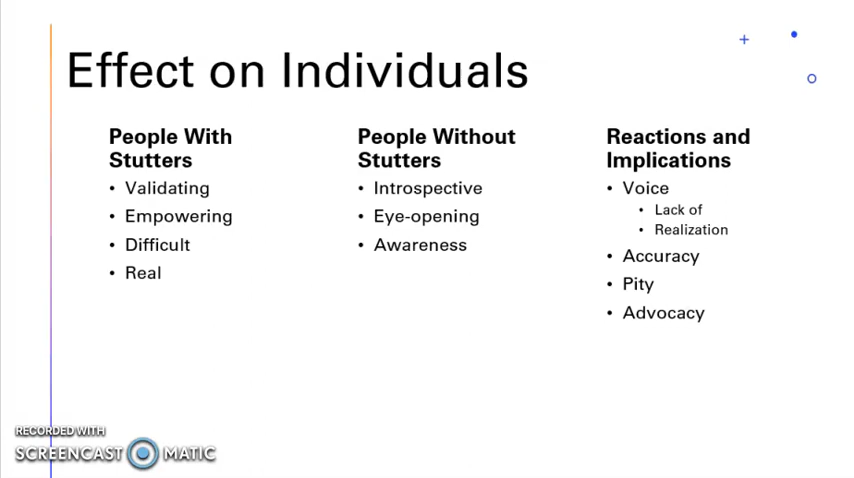 Effect on Individuals
People With
Stutters
• Validating
• Empowering
• Difficult
• Real
People Without
Stutters
• Introspective
• Eye-opening
• Awareness
Reactions and
Implications
• Voice
• Lack of
• Realization
• Accuracy
• Pity
• Advocacy
RECORDED WITH
SCREENCAST MATIC